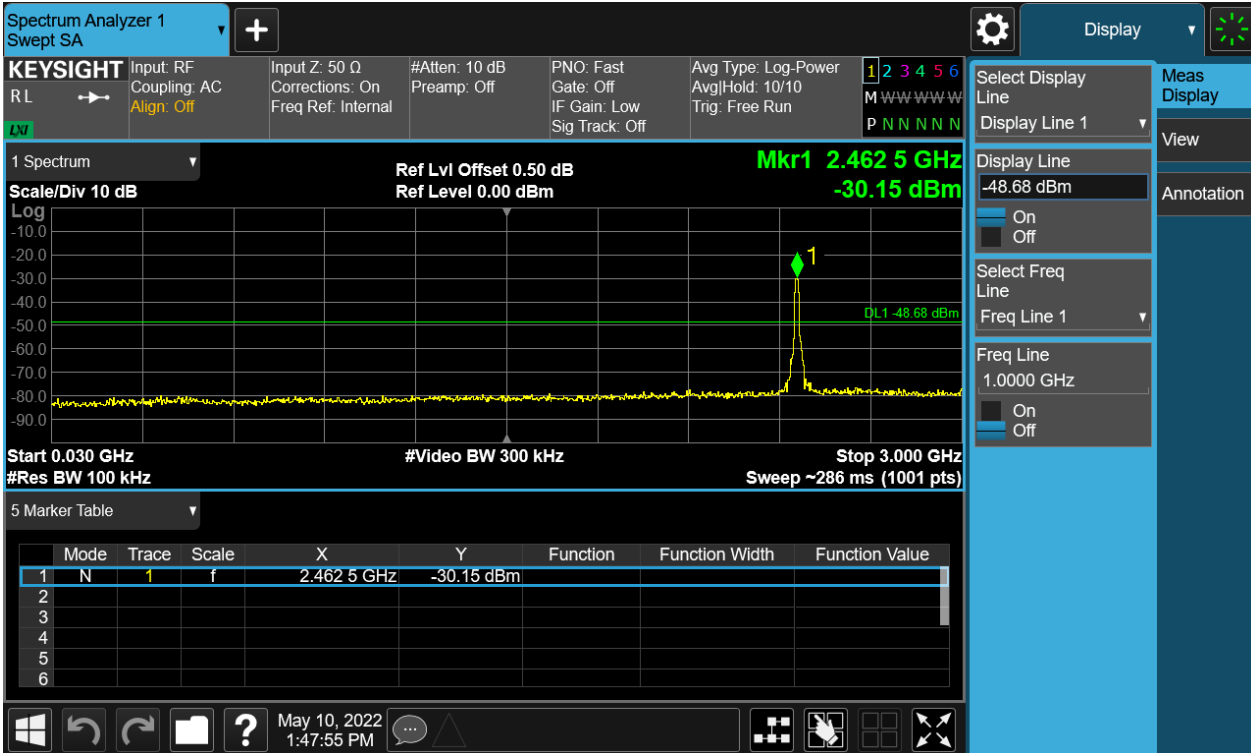 Spectrum Analyzer 1
Swept SA
+
Display
KEYSIGHT
R L
LXI
Input: RF
Coupling: AC
Align: Off
Input Z: 50 Ω
Corrections: On
Freq Ref: Internal
#Atten: 10 dB
Preamp: Off
PNO: Fast
Gate: Off
IF Gain: Low
Sig Track: Off
Avg Type: Log-Power
Avg|Hold: 10/10
Trig: Free Run
1 2 3 4 5 6
M W W W W W
P N N N N N
1 Spectrum
Scale/Div 10 dB
Ref Lvl Offset 0.50 dB
Ref Level 0.00 dBm
Mkr1 2.462 5 GHz
-30.15 dBm
Log
-10.0
-20.0
-30.0
-40.0
-50.0
-60.0
-70.0
-80.0
-90.0
1
DL1 -48.68 dBm
Start 0.030 GHz
#Video BW 300 kHz
Stop 3.000 GHz
#Res BW 100 kHz
Sweep ~286 ms (1001 pts)
5 Marker Table
Mode Trace Scale X Y Function Function Width Function Value
1 N 1 f 2.462 5 GHz -30.15 dBm
2
3
4
5
6
Select Display
Line
Display Line 1
Display Line
-48.68 dBm
On
Off
Select Freq
Line
Freq Line 1
Freq Line
1.0000 GHz
On
Off
Meas
Display
View
Annotation
?
May 10, 2022
1:47:55 PM